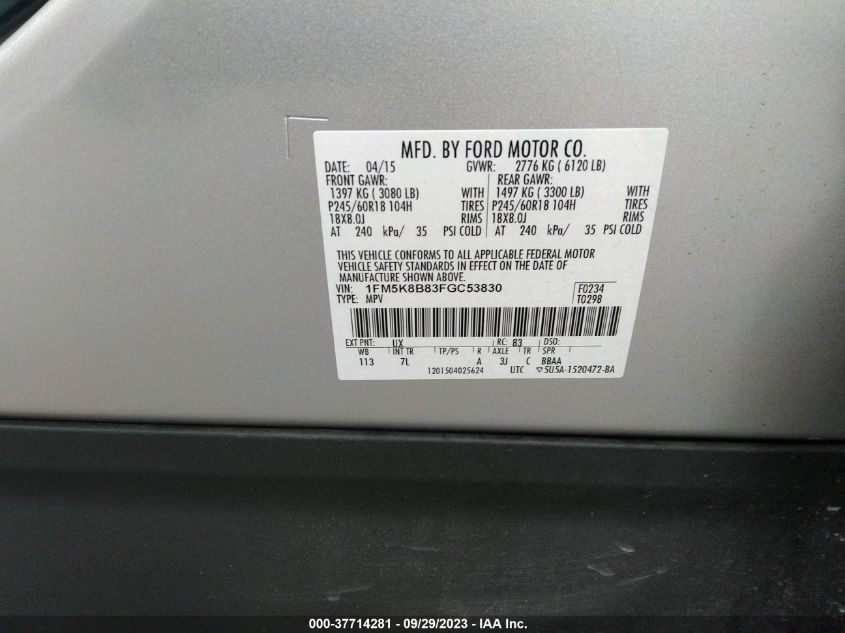 MFD. BY FORD MOTOR CO.
DATE: 04/15 GVWR: 2776 KG ( 6120 LB)
FRONT GAWR: REAR GAWR:
1397 KG ( 3080 LB) WITH 1497 KG ( 3300 LB) WITH
P245/60R18 104H TIRES P245/60R18 104H TIRES
18X8.0J RIMS 18X8.0J RIMS
AT 240 kPa/ 35 PSI COLD AT 240 kPa/ 35 PSI COLD
THIS VEHICLE CONFORMS TO ALL APPLICABLE FEDERAL MOTOR
VEHICLE SAFETY STANDARDS IN EFFECT ON THE DATE OF
MANUFACTURE SHOWN ABOVE.
VIN: 1FM5K8B83FGC53830 F0234
TYPE: MPV T0298
EXT PNT: UX RC: 83 DSO:
WB INT TR TP/PS R AXLE TR SPR
113 7L A 3J C BBAA
1201504025624 UTC ▽5U5A-1520472-BA
000-37714281 - 09/29/2023 - IAA Inc.